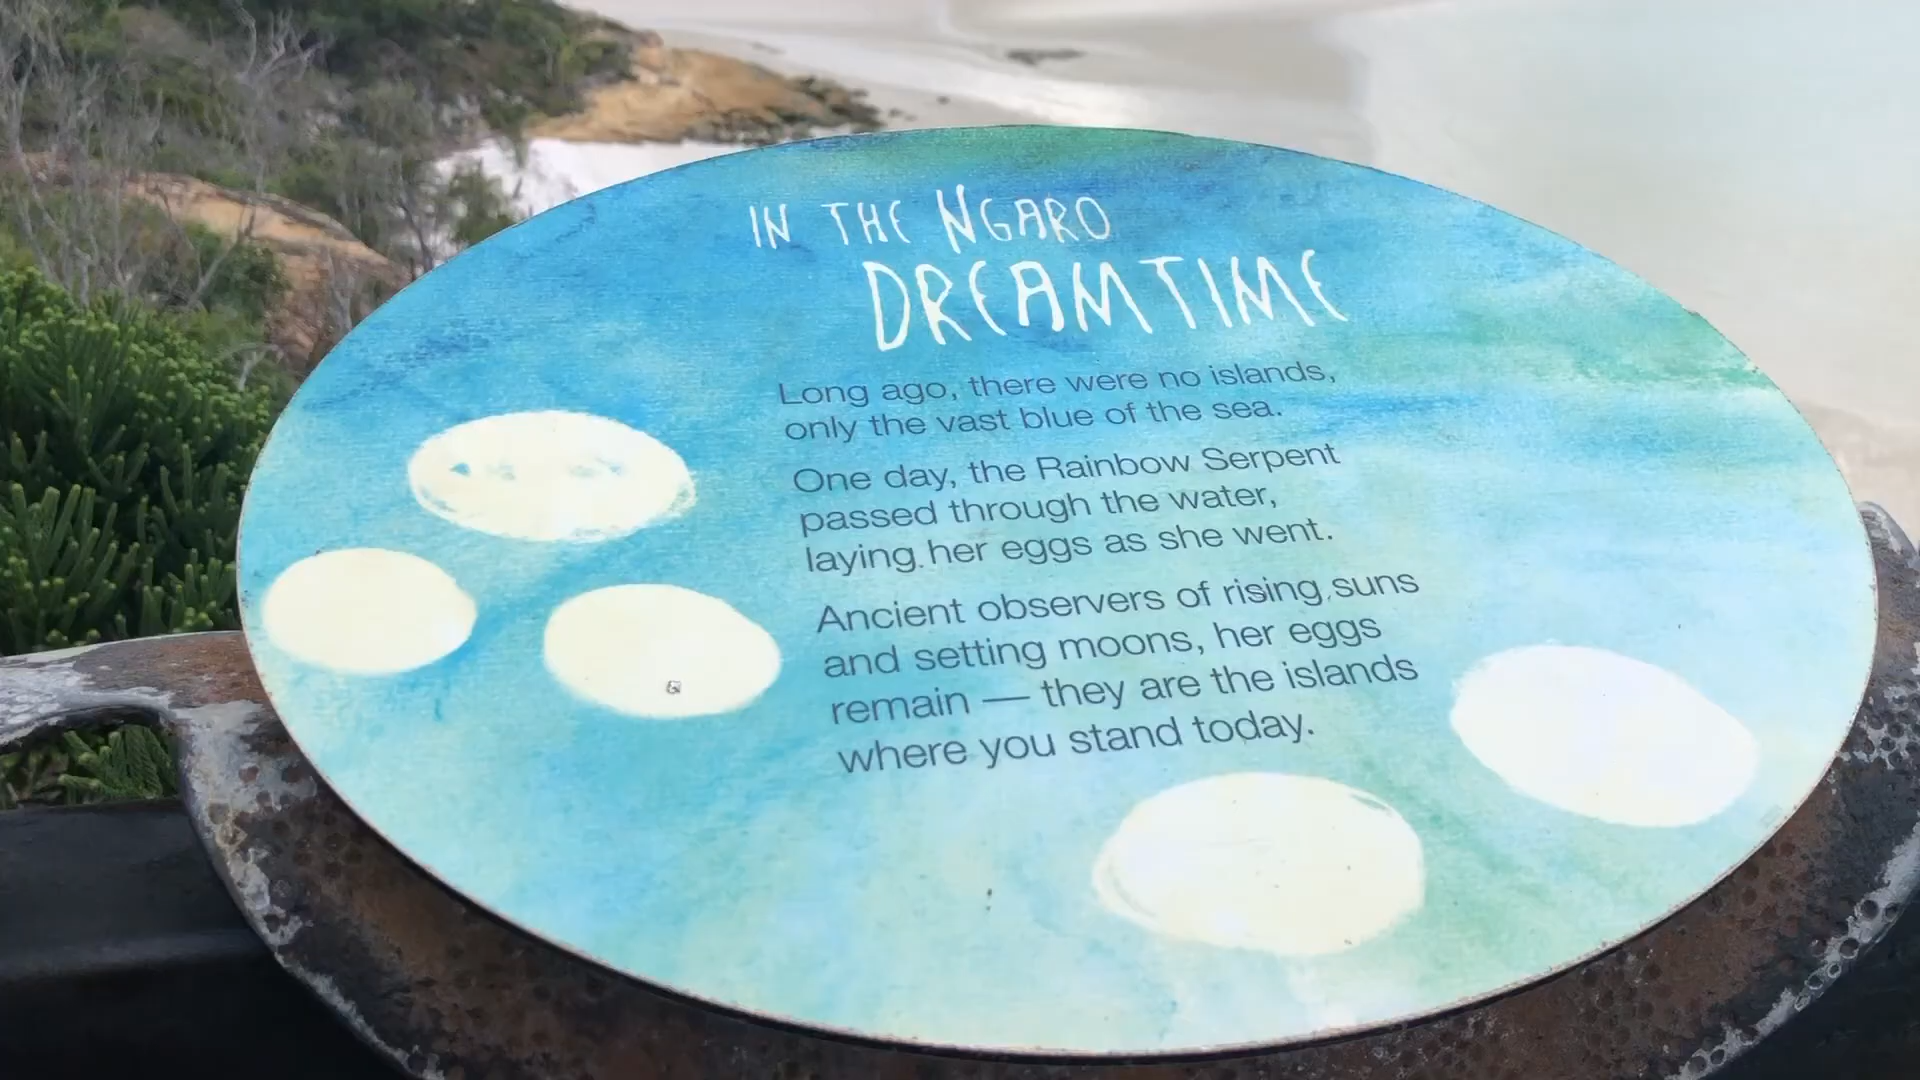 IN THE NGARO
DREAMTIME
Long ago, there were no islands,
only the vast blue of the sea.
One day, the Rainbow Serpent
passed through the water,
laying her eggs as she went.
Ancient observers of rising suns
and setting moons, her eggs
remain — they are the islands
where you stand today.